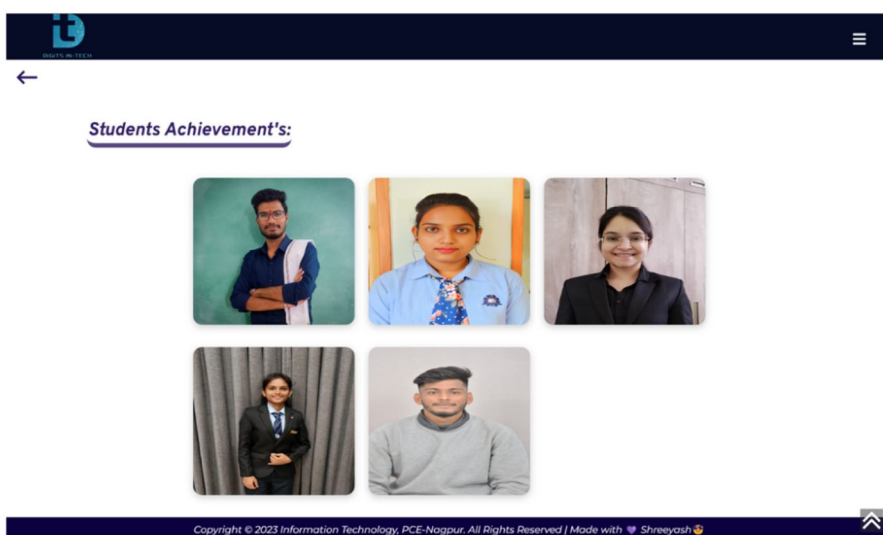 DIGITS IN-TECH
Students Achievement's:
Copyright © 2023 Information Technology, PCE-Nagpur. All Rights Reserved | Made with 💜 Shreeyash